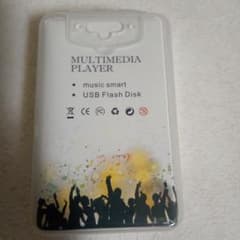 MULTIMEDIA
PLAYER
• music smart
• USB Flash Disk